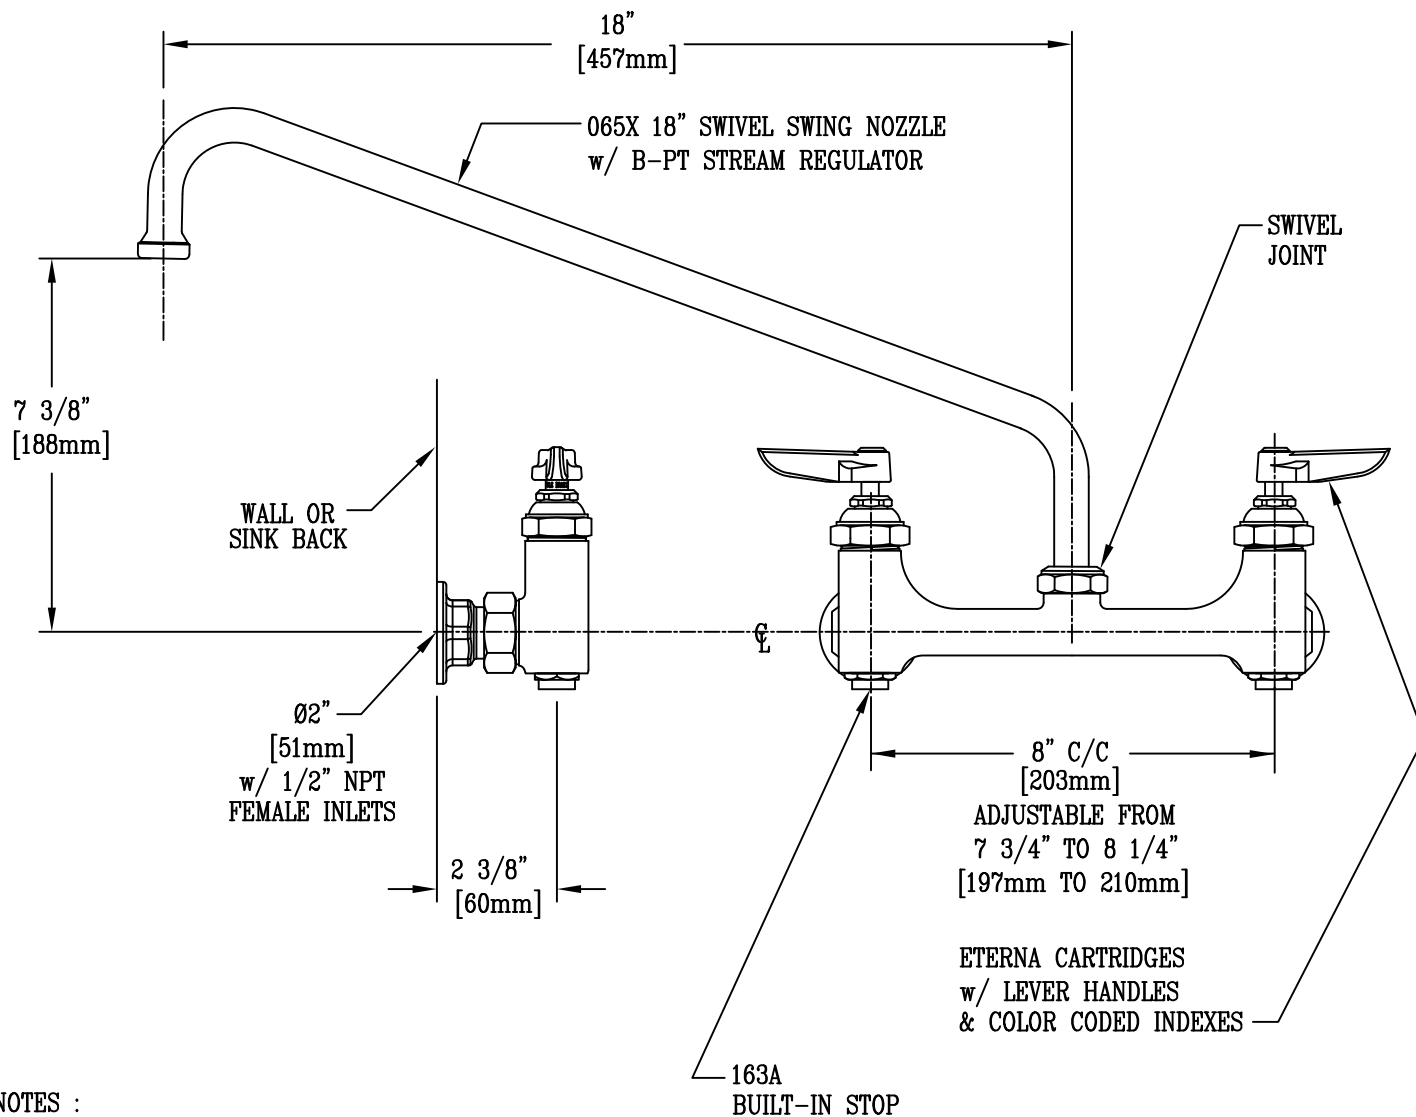 18"
[457mm]
065X 18" SWIVEL SWING NOZZLE
w/ B-PT STREAM REGULATOR
SWIVEL
JOINT
7 3/8"
[188mm]
WALL OR
SINK BACK
℄
Ø2"
[51mm]
w/ 1/2" NPT
FEMALE INLETS
8" C/C
[203mm]
ADJUSTABLE FROM
7 3/4" TO 8 1/4"
[197mm TO 210mm]
2 3/8"
[60mm]
ETERNA CARTRIDGES
w/ LEVER HANDLES
& COLOR CODED INDEXES
163A
BUILT-IN STOP
NOTES :